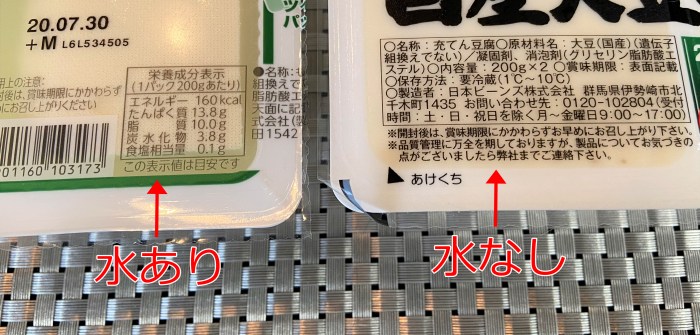 20.07.30
+M L6L534505
栄養成分表示
(1パック200gあたり)
エネルギー 160kcal
たんぱく質 13.8g
脂質 10.0g
炭水化物 3.8g
食塩相当量 0.1g
この表示値は目安です
01160 103173
国産大豆
○名称:充てん豆腐○原材料名:大豆(国産)(遺伝子
組換えでない)/凝固剤、消泡剤(グリセリン脂肪酸エ
ステル)○内容量:200g×2 ○賞味期限:表面記載
○保存方法:要冷蔵(1℃~10℃)
○製造者:日本ビーンズ株式会社 群馬県伊勢崎市北
千木町1435 お問い合わせ先:0120-102804(受付時
間:土・日・祝日を除く月~金曜日9:00~17:00)
※開封後は、賞味期限にかかわらずお早めにお召し上がり下さい。
※品質管理に万全を期しておりますが、製品についてお気づきの
点がございましたら弊社までご連絡下さい。
▲あけくち
水あり
水なし